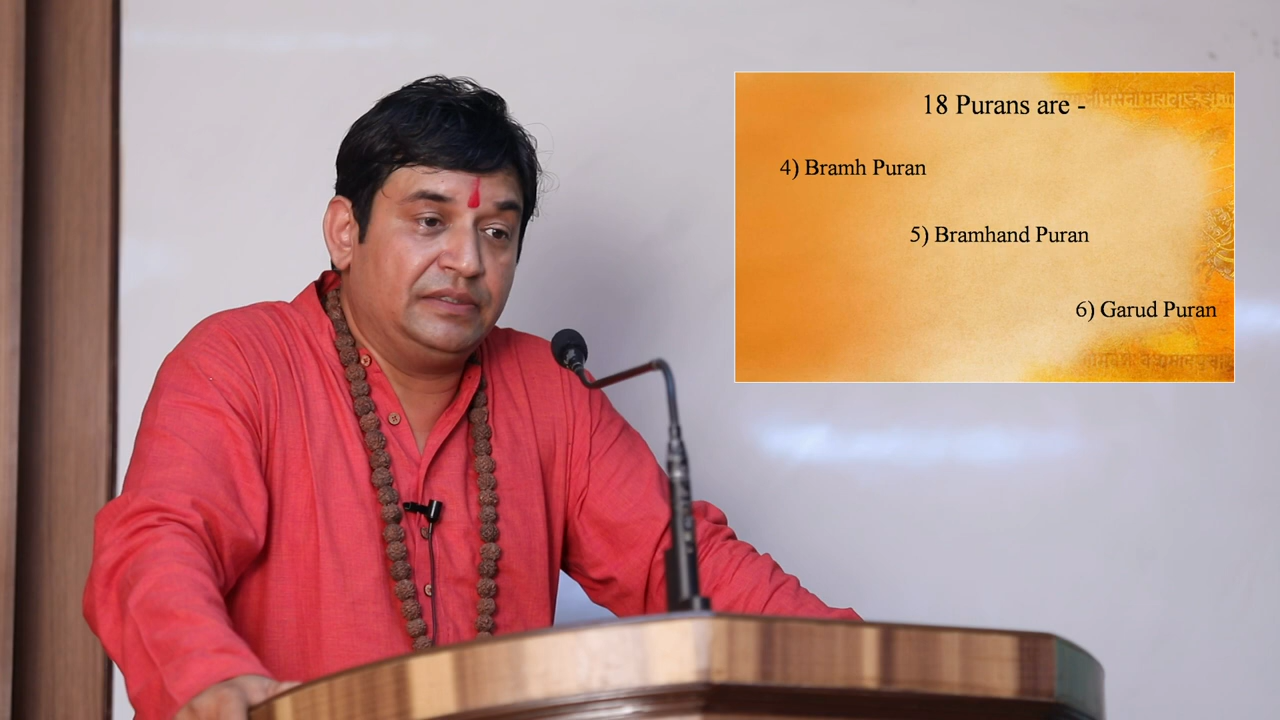 18 Purans are -
4) Bramh Puran
5) Bramhand Puran
6) Garud Puran